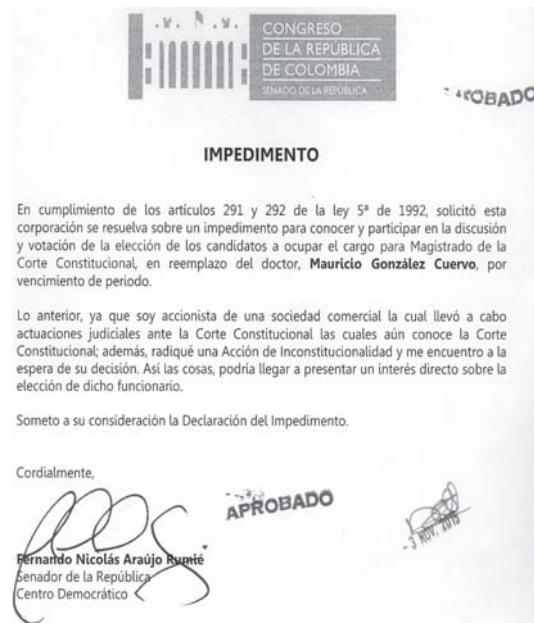 CONGRESO
DE LA REPÚBLICA
DE COLOMBIA
SENADO DE LA REPÚBLICA
IMPEDIMENTO
En cumplimiento de los artículos 291 y 292 de la ley 5ª de 1992, solicitó esta
corporación se resuelva sobre un impedimento para conocer y participar en la discusión
y votación de la elección de los candidatos a ocupar el cargo para Magistrado de la
Corte Constitucional, en reemplazo del doctor, Mauricio González Cuervo, por
vencimiento de periodo.
Lo anterior, ya que soy accionista de una sociedad comercial la cual llevó a cabo
actuaciones judiciales ante la Corte Constitucional las cuales aún conoce la Corte
Constitucional; además, radiqué una Acción de Inconstitucionalidad y me encuentro a la
espera de su decisión. Así las cosas, podría llegar a presentar un interés directo sobre la
elección de dicho funcionario.
Someto a su consideración la Declaración del Impedimento.
Cordialmente,
APROBADO
- 3 NOV. 2015
Fernando Nicolás Araújo Rumié
Senador de la República
Centro Democrático